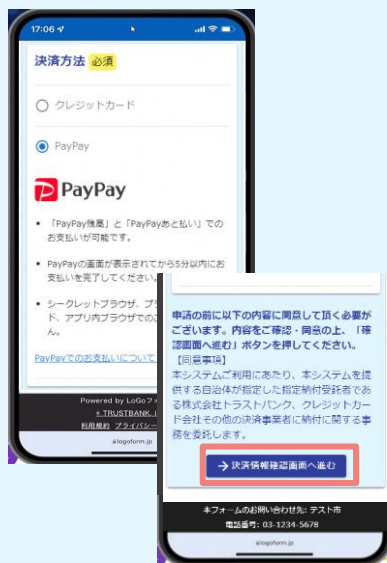 17:06
決済方法 必須
クレジットカード
PayPay
PayPay
• 「PayPay残高」と「PayPayあと払い」での
お支払いが可能です。
• PayPayの画面が表示されてから5分以内にお
支払いを完了してください。
• シークレットブラウザ、プ
ド、アプリ内ブラウザでのこ
ん。
PayPayでのお支払いについて
Powered by LoGoフォ
TRUSTBANK,
利用規約 プライバシー
logoform.jp
申請の前に以下の内容に同意して頂く必要が
ございます。内容をご確認・同意の上、「確
認画面へ進む」ボタンを押してください。
【同意事項】
本システムご利用にあたり、本システムを提
供する自治体が指定した指定納付受託者であ
る株式会社トラストバンク、クレジットカー
ド会社その他の決済事業者に納付に関する事
務を委託します。
→決済情報確認画面へ進む
本フォームのお問い合わせ先: テスト市
電話番号: 03-1234-5678
logoform.jp